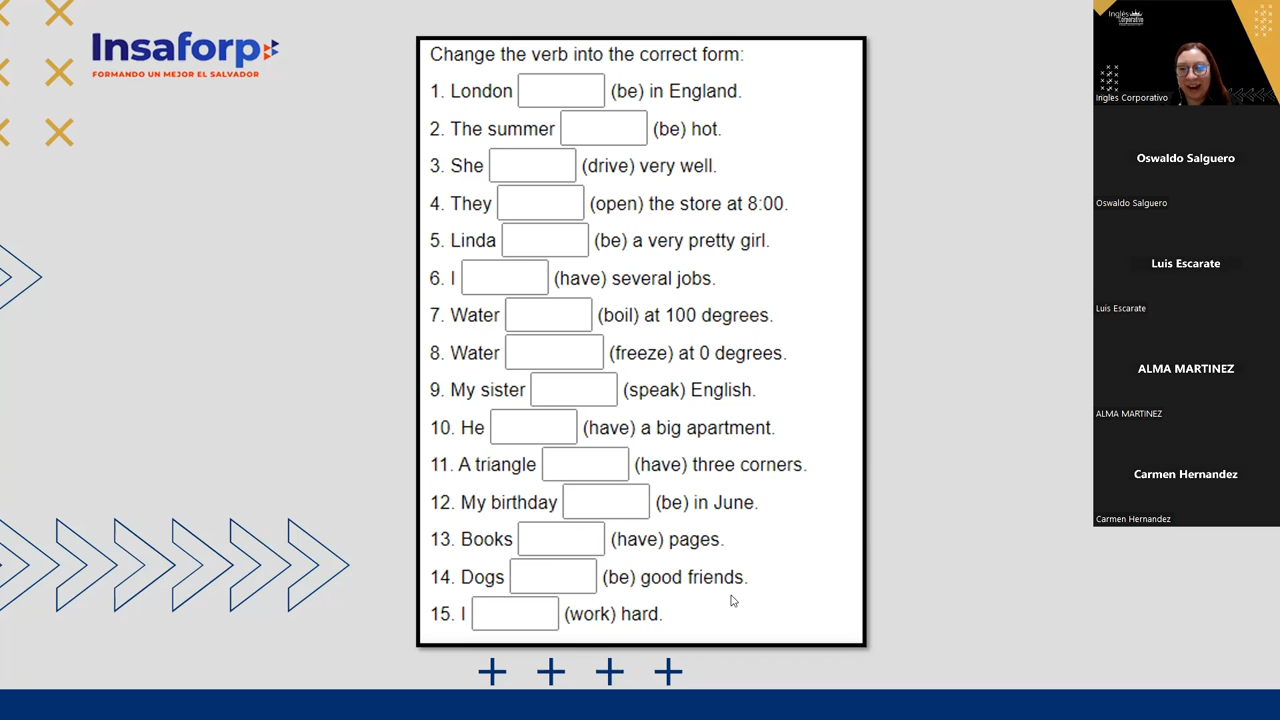 Insaforp
FORMANDO UN MEJOR EL SALVADOR
Change the verb into the correct form:
1. London (be) in England.
2. The summer (be) hot.
3. She (drive) very well.
4. They (open) the store at 8:00.
5. Linda (be) a very pretty girl.
6. I (have) several jobs.
7. Water (boil) at 100 degrees.
8. Water (freeze) at 0 degrees.
9. My sister (speak) English.
10. He (have) a big apartment.
11. A triangle (have) three corners.
12. My birthday (be) in June.
13. Books (have) pages.
14. Dogs (be) good friends.
15. I (work) hard.
Inglés
Corporativo
Ingles Corporativo
Oswaldo Salguero
Oswaldo Salguero
Luis Escarate
Luis Escarate
ALMA MARTINEZ
ALMA MARTINEZ
Carmen Hernandez
Carmen Hernandez